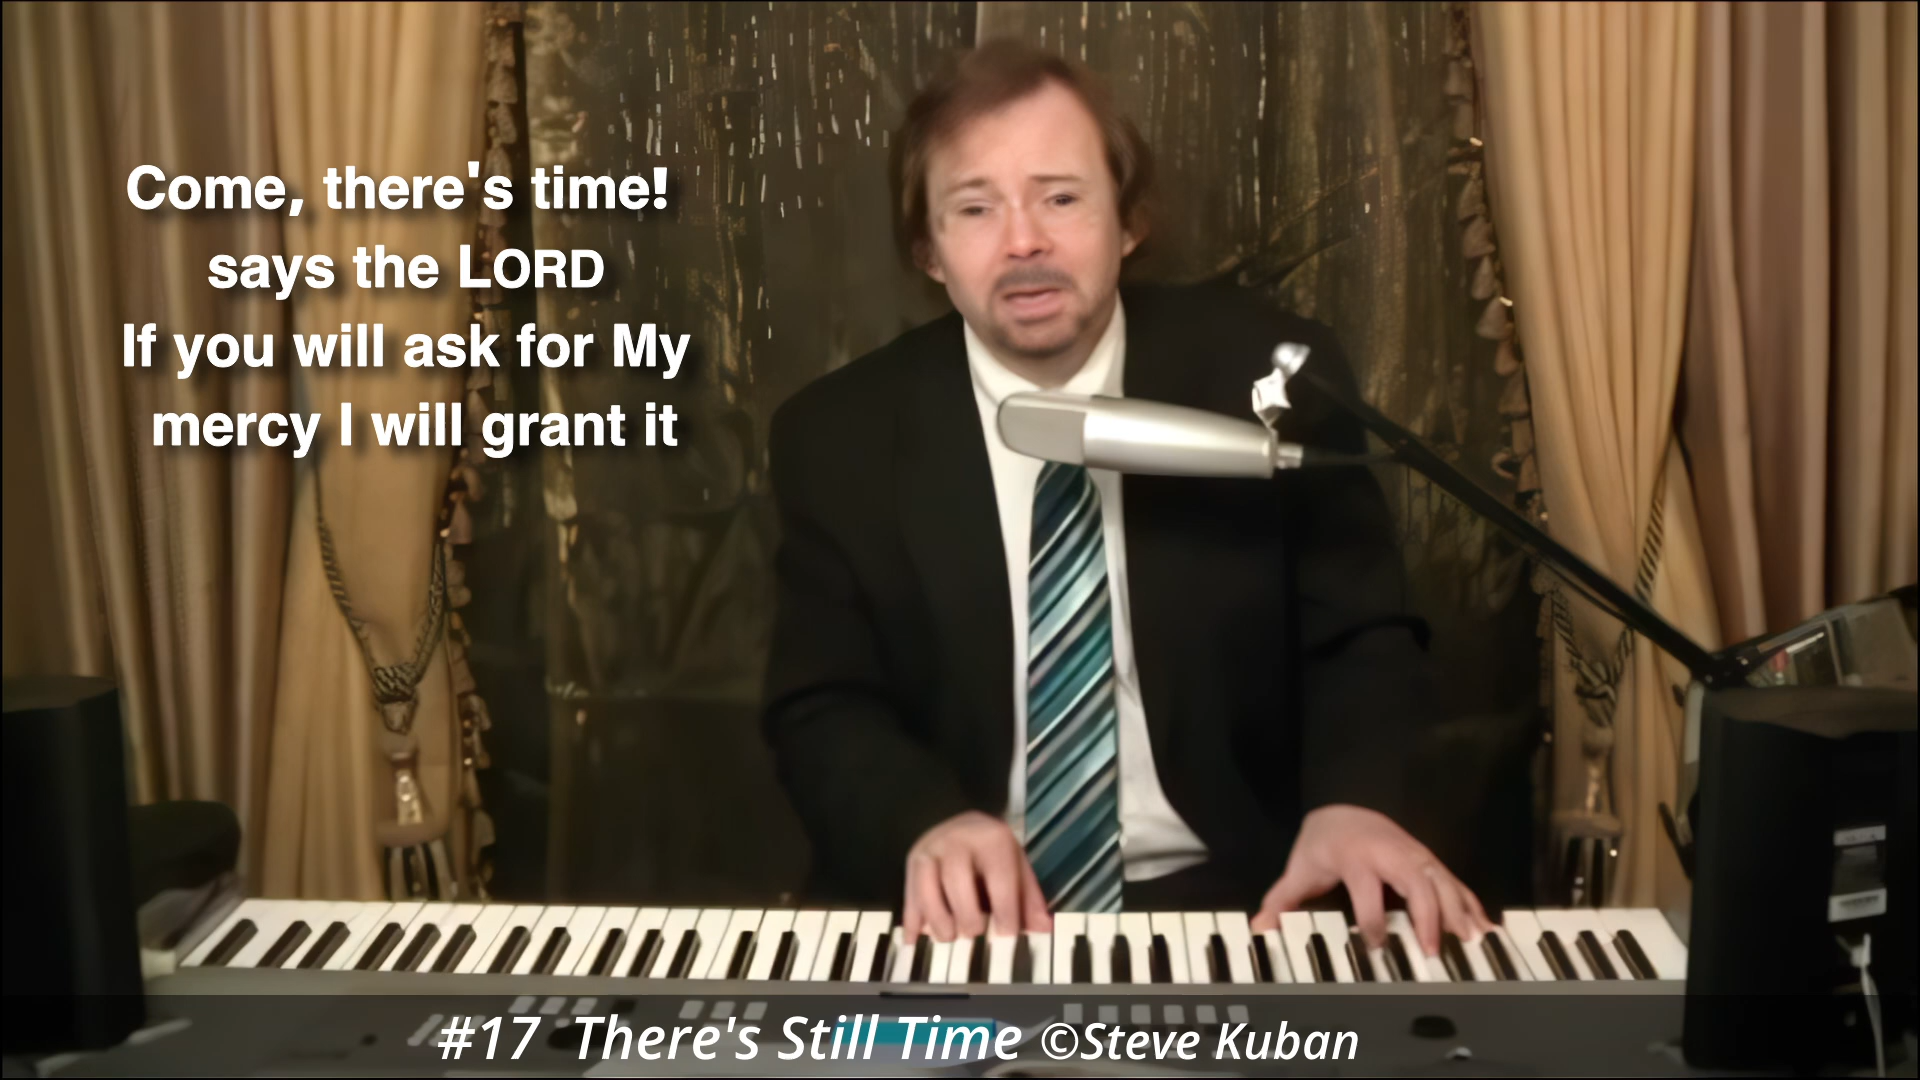 Come, there's time!
says the LORD
If you will ask for My
mercy I will grant it
#17 There's Still Time ©Steve Kuban